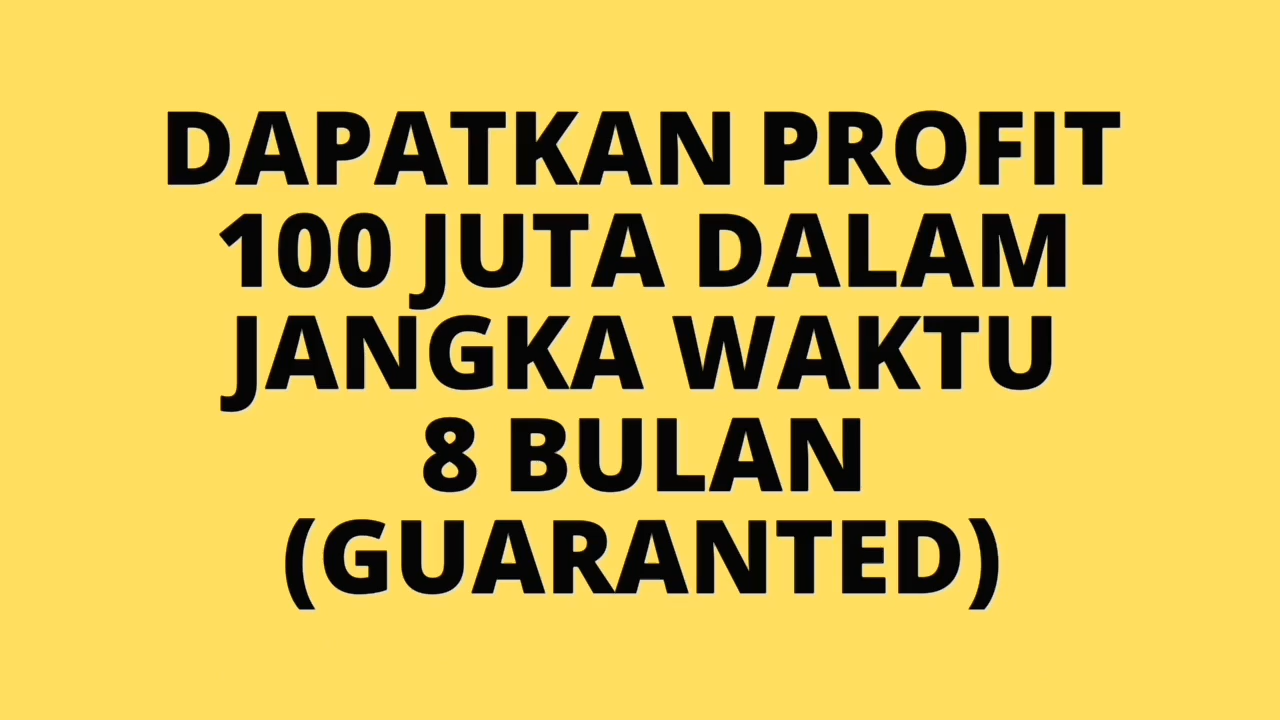 DAPATKAN PROFIT
100 JUTA DALAM
JANGKA WAKTU
8 BULAN
(GUARANTED)